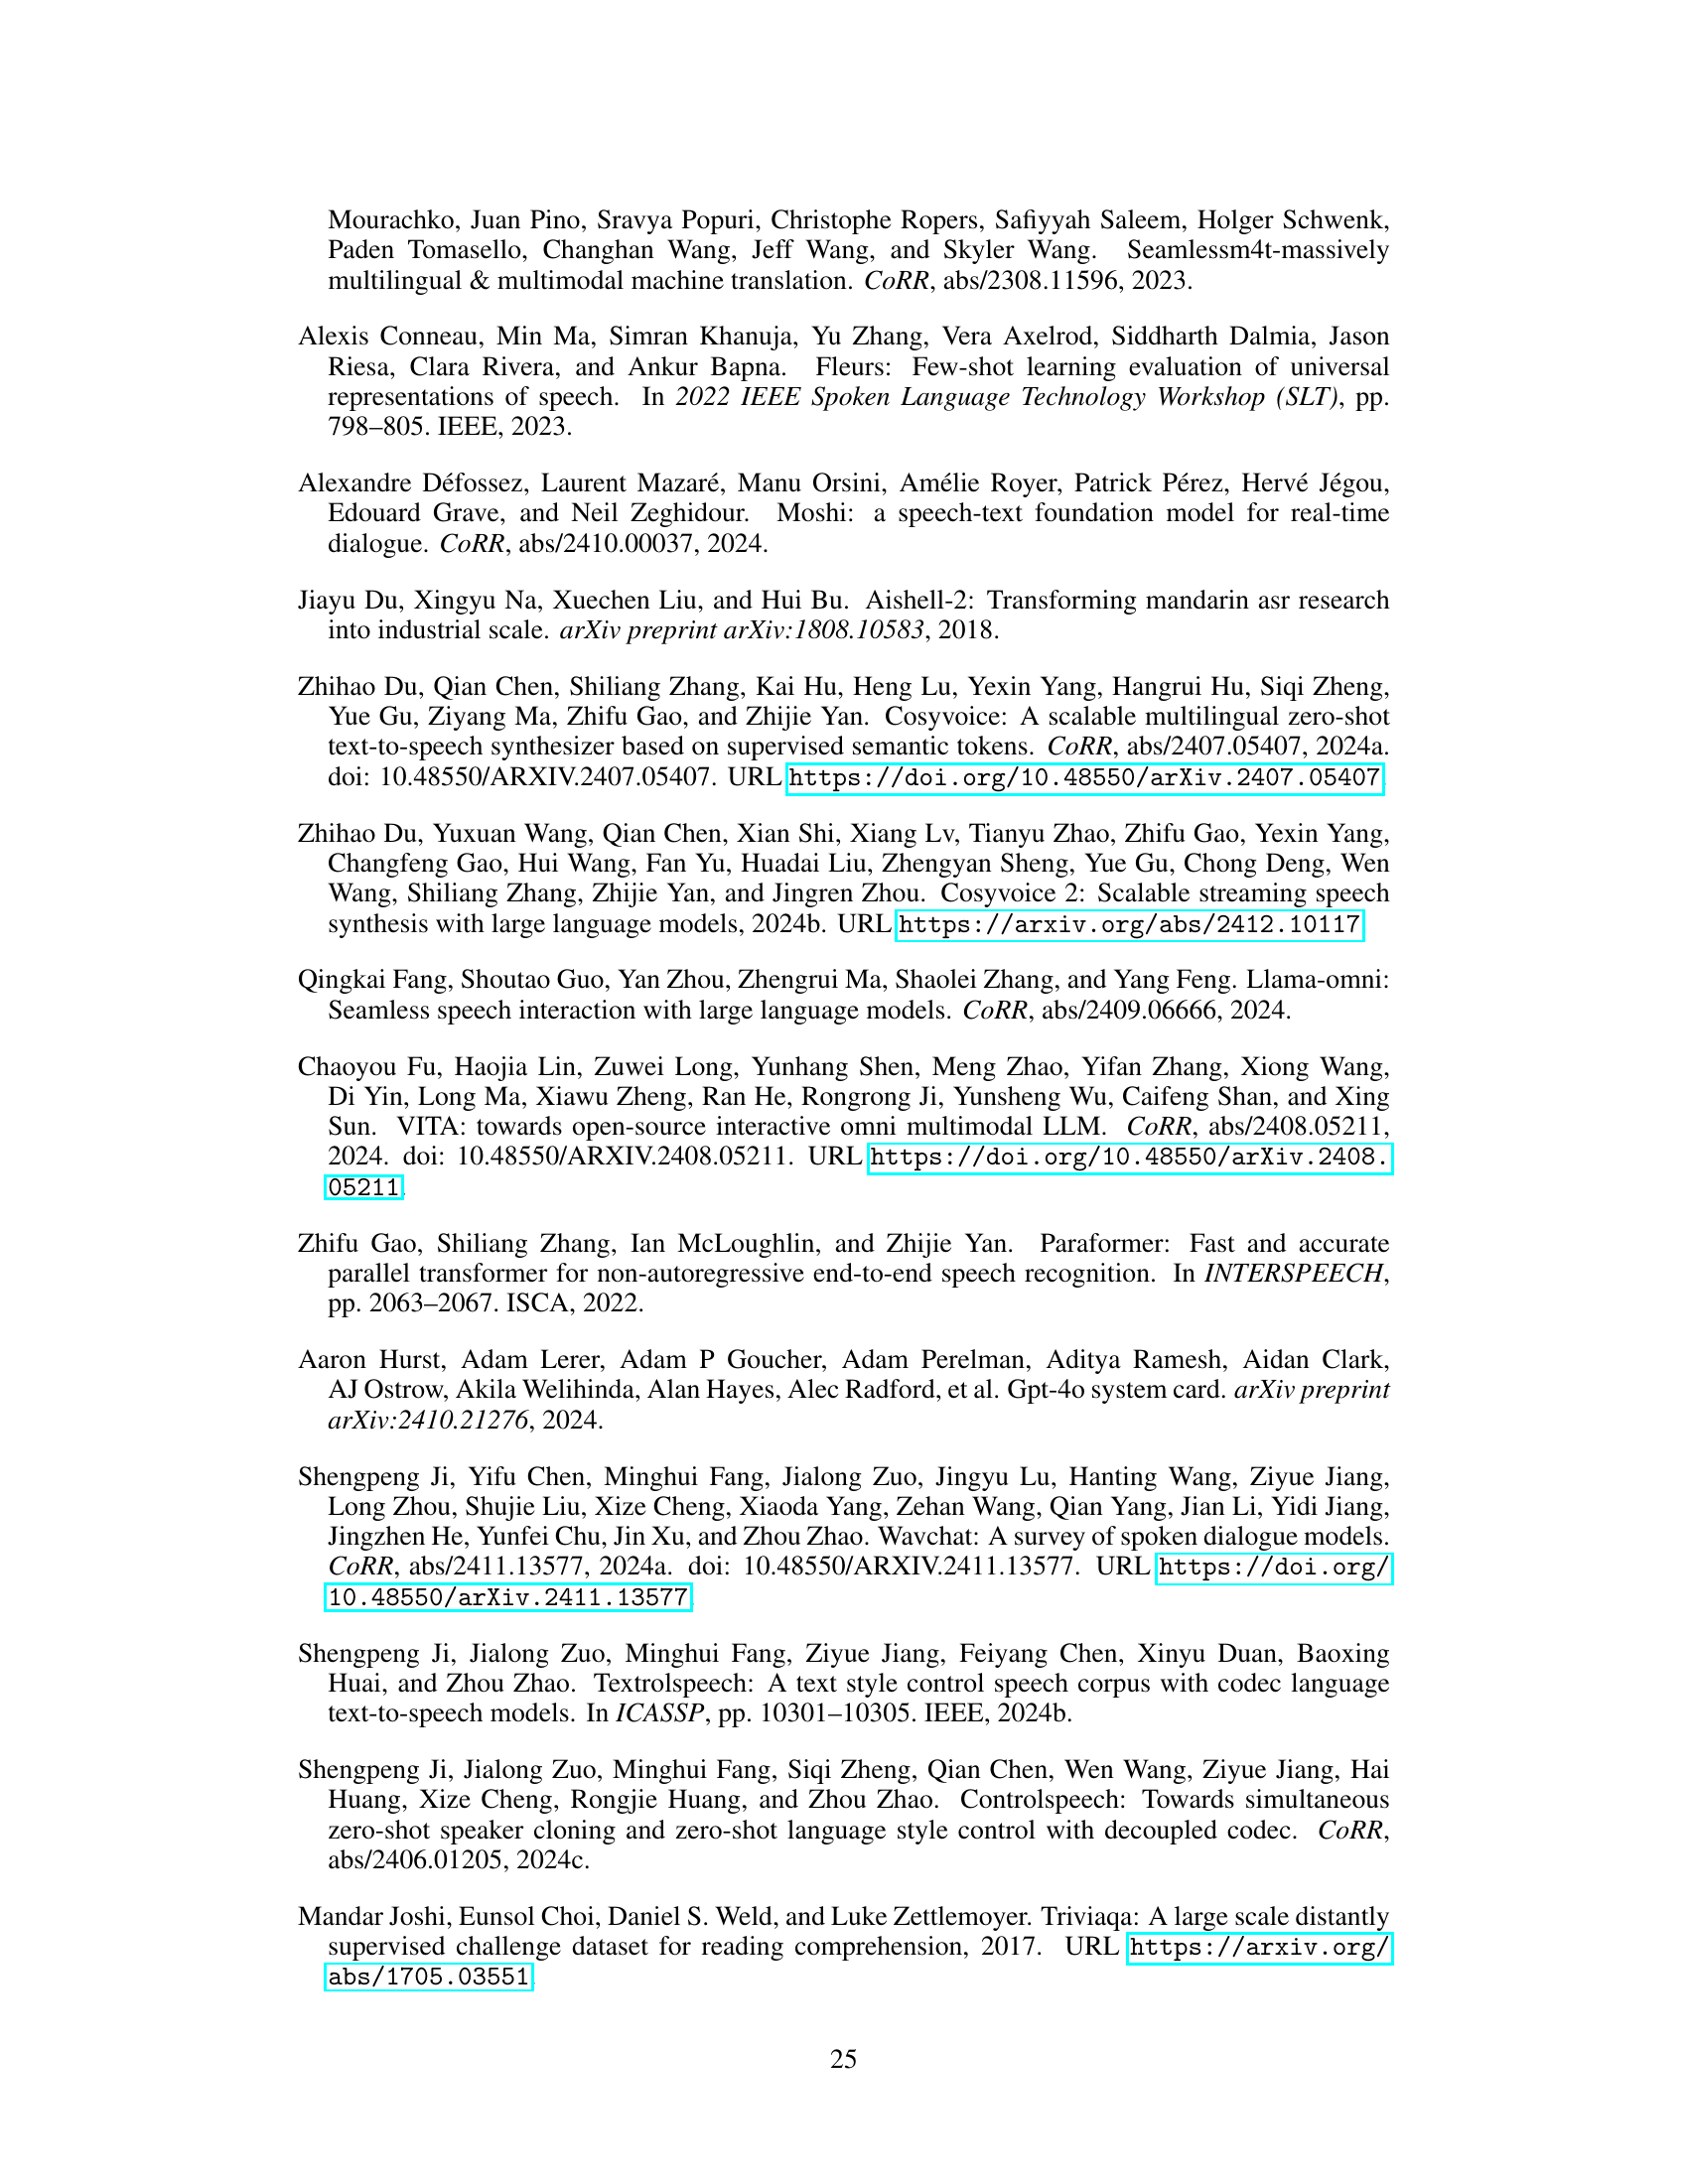 Mourachko, Juan Pino, Sravya Popuri, Christophe Ropers, Safiyyah Saleem, Holger Schwenk,
Paden Tomasello, Changhan Wang, Jeff Wang, and Skyler Wang. Seamlessm4t-massively
multilingual & multimodal machine translation. CoRR, abs/2308.11596, 2023.
Alexis Conneau, Min Ma, Simran Khanuja, Yu Zhang, Vera Axelrod, Siddharth Dalmia, Jason
Riesa, Clara Rivera, and Ankur Bapna. Fleurs: Few-shot learning evaluation of universal
representations of speech. In 2022 IEEE Spoken Language Technology Workshop (SLT), pp.
798–805. IEEE, 2023.
Alexandre Défossez, Laurent Mazaré, Manu Orsini, Amélie Royer, Patrick Pérez, Hervé Jégou,
Edouard Grave, and Neil Zeghidour. Moshi: a speech-text foundation model for real-time
dialogue. CoRR, abs/2410.00037, 2024.
Jiayu Du, Xingyu Na, Xuechen Liu, and Hui Bu. Aishell-2: Transforming mandarin asr research
into industrial scale. arXiv preprint arXiv:1808.10583, 2018.
Zhihao Du, Qian Chen, Shiliang Zhang, Kai Hu, Heng Lu, Yexin Yang, Hangrui Hu, Siqi Zheng,
Yue Gu, Ziyang Ma, Zhifu Gao, and Zhijie Yan. Cosyvoice: A scalable multilingual zero-shot
text-to-speech synthesizer based on supervised semantic tokens. CoRR, abs/2407.05407, 2024a.
doi: 10.48550/ARXIV.2407.05407. URL https://doi.org/10.48550/arXiv.2407.05407
Zhihao Du, Yuxuan Wang, Qian Chen, Xian Shi, Xiang Lv, Tianyu Zhao, Zhifu Gao, Yexin Yang,
Changfeng Gao, Hui Wang, Fan Yu, Huadai Liu, Zhengyan Sheng, Yue Gu, Chong Deng, Wen
Wang, Shiliang Zhang, Zhijie Yan, and Jingren Zhou. Cosyvoice 2: Scalable streaming speech
synthesis with large language models, 2024b. URL https://arxiv.org/abs/2412.10117
Qingkai Fang, Shoutao Guo, Yan Zhou, Zhengrui Ma, Shaolei Zhang, and Yang Feng. Llama-omni:
Seamless speech interaction with large language models. CoRR, abs/2409.06666, 2024.
Chaoyou Fu, Haojia Lin, Zuwei Long, Yunhang Shen, Meng Zhao, Yifan Zhang, Xiong Wang,
Di Yin, Long Ma, Xiawu Zheng, Ran He, Rongrong Ji, Yunsheng Wu, Caifeng Shan, and Xing
Sun. VITA: towards open-source interactive omni multimodal LLM. CoRR, abs/2408.05211,
2024. doi: 10.48550/ARXIV.2408.05211. URL https://doi.org/10.48550/arXiv.2408.
05211.
Zhifu Gao, Shiliang Zhang, Ian McLoughlin, and Zhijie Yan. Paraformer: Fast and accurate
parallel transformer for non-autoregressive end-to-end speech recognition. In INTERSPEECH,
pp. 2063–2067. ISCA, 2022.
Aaron Hurst, Adam Lerer, Adam P Goucher, Adam Perelman, Aditya Ramesh, Aidan Clark,
AJ Ostrow, Akila Welihinda, Alan Hayes, Alec Radford, et al. Gpt-4o system card. arXiv preprint
arXiv:2410.21276, 2024.
Shengpeng Ji, Yifu Chen, Minghui Fang, Jialong Zuo, Jingyu Lu, Hanting Wang, Ziyue Jiang,
Long Zhou, Shujie Liu, Xize Cheng, Xiaoda Yang, Zehan Wang, Qian Yang, Jian Li, Yidi Jiang,
Jingzhen He, Yunfei Chu, Jin Xu, and Zhou Zhao. Wavchat: A survey of spoken dialogue models.
CoRR, abs/2411.13577, 2024a. doi: 10.48550/ARXIV.2411.13577. URL https://doi.org/
10.48550/arXiv.2411.13577
Shengpeng Ji, Jialong Zuo, Minghui Fang, Ziyue Jiang, Feiyang Chen, Xinyu Duan, Baoxing
Huai, and Zhou Zhao. Textrolspeech: A text style control speech corpus with codec language
text-to-speech models. In ICASSP, pp. 10301–10305. IEEE, 2024b.
Shengpeng Ji, Jialong Zuo, Minghui Fang, Siqi Zheng, Qian Chen, Wen Wang, Ziyue Jiang, Hai
Huang, Xize Cheng, Rongjie Huang, and Zhou Zhao. Controlspeech: Towards simultaneous
zero-shot speaker cloning and zero-shot language style control with decoupled codec. CoRR,
abs/2406.01205, 2024c.
Mandar Joshi, Eunsol Choi, Daniel S. Weld, and Luke Zettlemoyer. Triviaqa: A large scale distantly
supervised challenge dataset for reading comprehension, 2017. URL https://arxiv.org/
abs/1705.03551
25